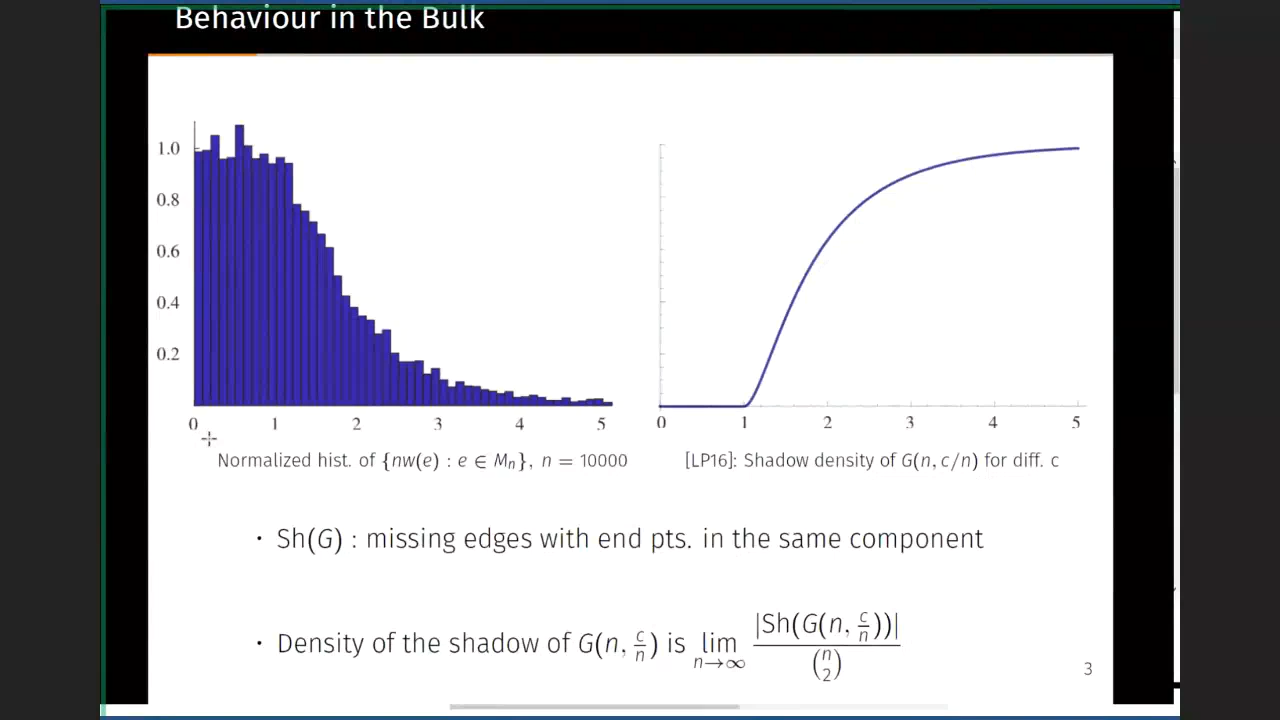 Behaviour in the Bulk
1.0
0.8
0.6
0.4
0.2
0 1 2 3 4 5
0 1 2 3 4 5
Normalized hist. of {nw(e) : e ∈ Mₙ}, n = 10000
[LP16]: Shadow density of G(n, c/n) for diff. c
· Sh(G) : missing edges with end pts. in the same component
· Density of the shadow of G(n, c/n) is lim n→∞ |Sh(G(n, c/n))| / (n 2)
3